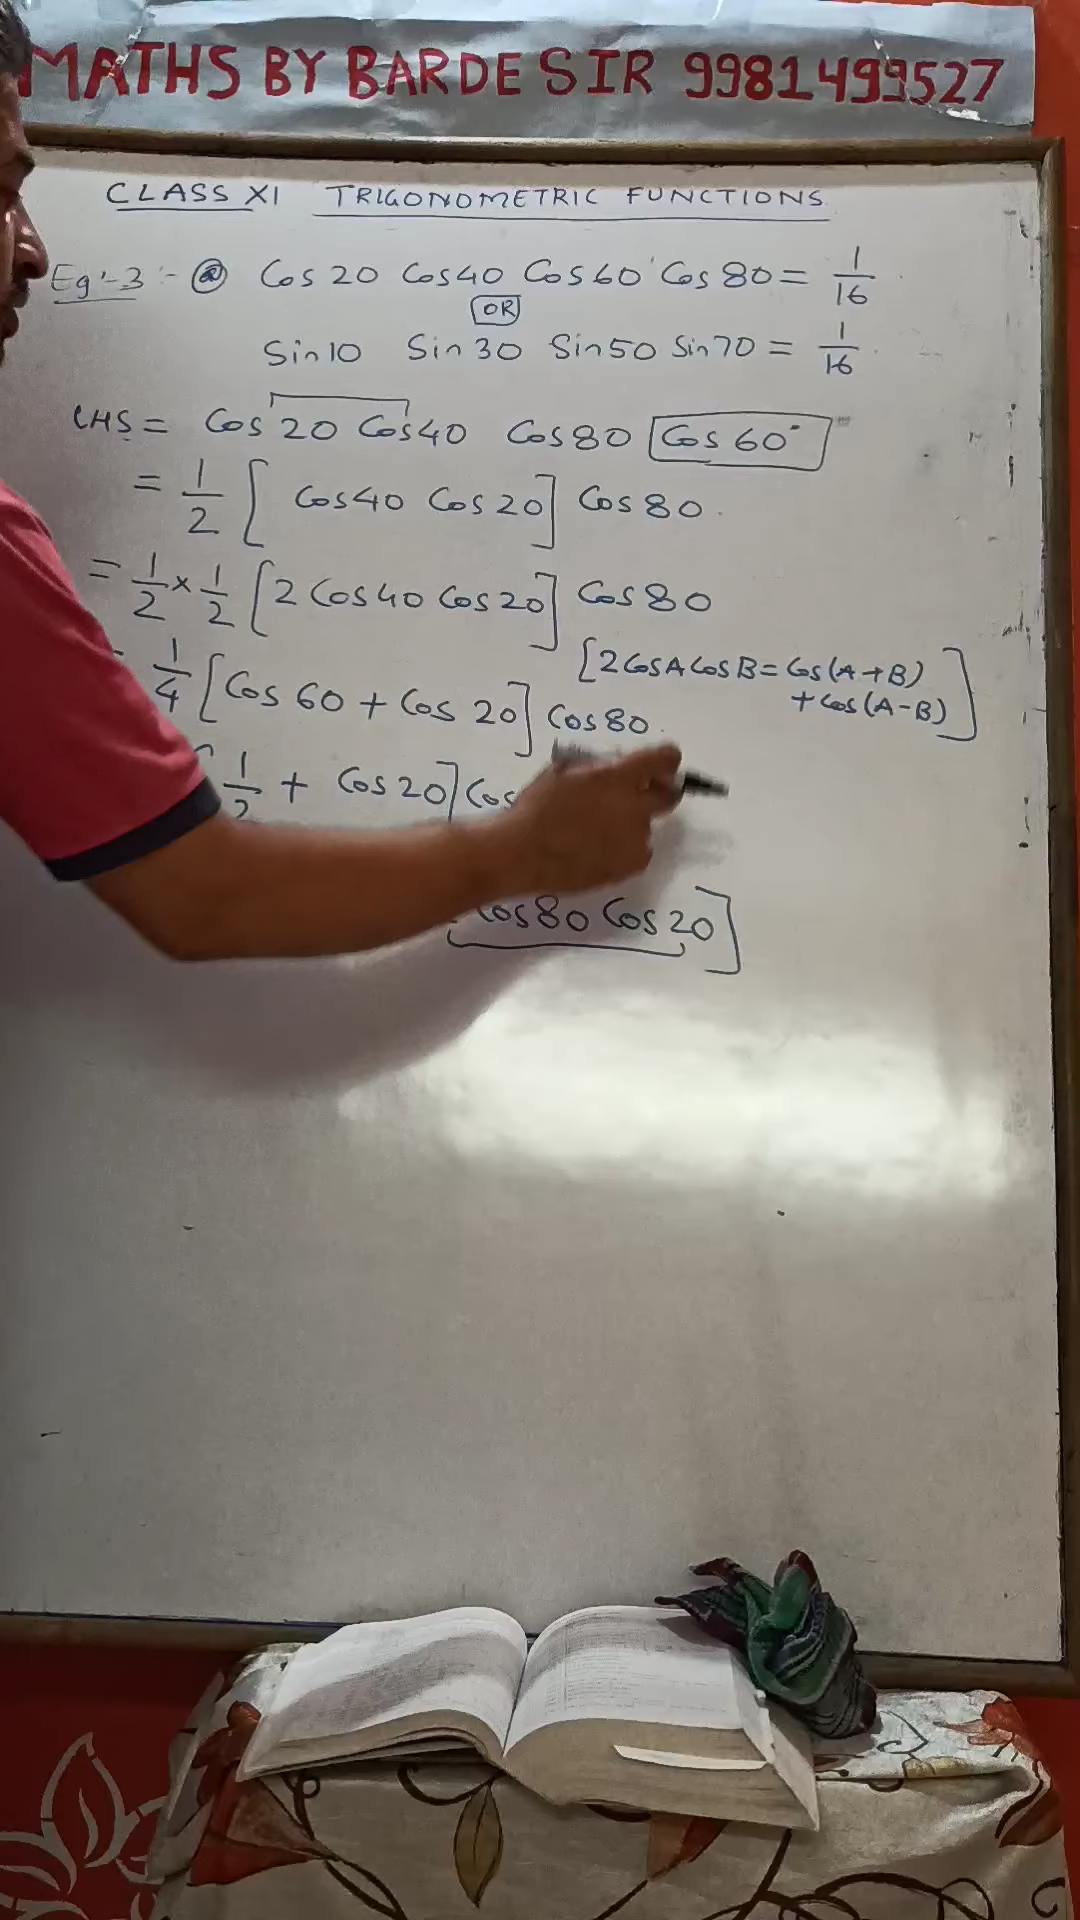 MATHS BY BARDE SIR 9981499527
CLASS XI TRIGONOMETRIC FUNCTIONS
Eg:-3 :- (a) Cos 20 Cos 40 Cos 60 Cos 80 = 1/16
OR
Sin 10 Sin 30 Sin 50 Sin 70 = 1/16
LHS = Cos 20 Cos 40 Cos 80 Cos 60°
= 1/2 [ Cos 40 Cos 20 ] Cos 80
= 1/2 × 1/2 [ 2 Cos 40 Cos 20 ] Cos 80
[ 2 Cos A Cos B = Cos (A + B)
+ Cos (A - B) ]
1/4 [ Cos 60 + Cos 20 ] Cos 80
1/2 + Cos 20 ] Cos
Cos 80 Cos 20 ]